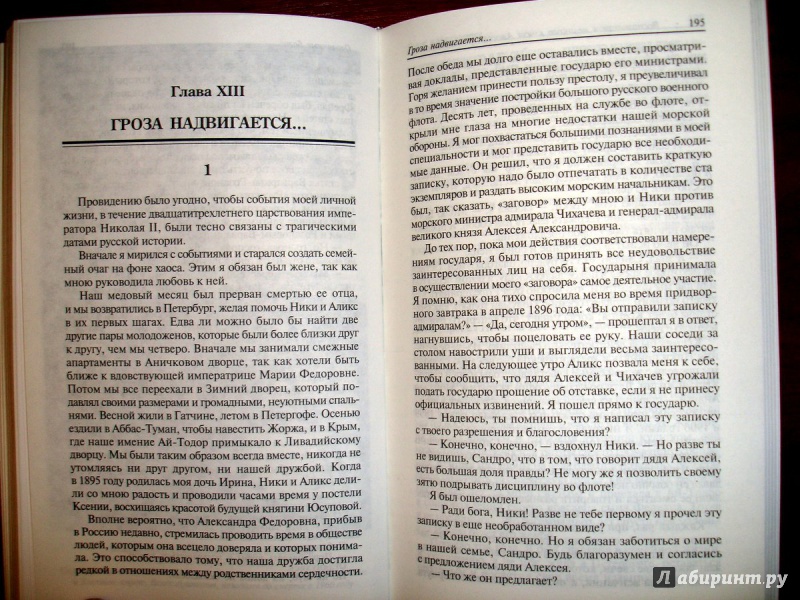 Глава XIII
ГРОЗА НАДВИГАЕТСЯ...
1
Провидению было угодно, чтобы события моей личной
жизни, в течение двадцатитрехлетнего царствования импе-
ратора Николая II, были тесно связаны с трагическими
датами русской истории.
Вначале я мирился с событиями и старался создать семей-
ный очаг на фоне хаоса. Этим я обязан был жене, так как
мною руководила любовь к ней.
Наш медовый месяц был прерван смертью ее отца,
и мы возвратились в Петербург, желая помочь Ники и Аликс
в их первых шагах. Едва ли можно было бы найти две
другие пары молодоженов, которые были более близки друг
к другу, чем мы четверо. Вначале мы занимали смежные
апартаменты в Аничковом дворце, так как хотели быть
ближе к вдовствующей императрице Марии Федоровне.
Потом мы все переехали в Зимний дворец, который по-
давлял своими размерами и громадными, неуютными спаль-
нями. Весной жили в Гатчине, летом в Петергофе. Осенью
ездили в Аббас-Туман, чтобы навестить Жоржа, и в Крым,
где наше имение Ай-Тодор примыкало к Ливадийскому
дворцу. Мы были таким образом всегда вместе, никогда не
утомляясь ни друг другом, ни нашей дружбой. Когда
в 1895 году родилась моя дочь Ирина, Ники и Аликс дели-
ли со мною радость и проводили часами время у постели
Ксении, восхищаясь красотой будущей княгини Юсуповой.
Вполне вероятно, что Александра Федоровна, прибыв
в Россию недавно, стремилась проводить время в обществе
людей, которым она всецело доверяла и которых понима-
ла. Это способствовало тому, что наша дружба достигла
редкой в отношениях между родственниками сердечности.
Гроза надвигается...
195
После обеда мы долго еще оставались вместе, просматри-
вая доклады, представленные государю его министрами.
Горя желанием принести пользу престолу, я преувеличивал
в то время значение постройки большого русского военного
флота. Десять лет, проведенных на службе во флоте, от-
крыли мне глаза на многие недостатки нашей морской
обороны. Я мог похвастаться большими познаниями в моей
специальности и мог представить государю все необходи-
мые данные. Он решил, что я должен составить краткую
записку, которую надо было отпечатать в количестве ста
экземпляров и раздать высоким морским начальникам. Это
был, так сказать, «заговор» между мною и Ники против
морского министра адмирала Чихачева и генерал-адмирала
великого князя Алексея Александровича.
До тех пор, пока мои действия соответствовали намере-
ниям государя, я был готов принять все неудовольствие
заинтересованных лиц на себя. Государыня принимала
в осуществлении моего «заговора» самое деятельное участие.
Я помню, как она тихо спросила меня во время придвор-
ного завтрака в апреле 1896 года: «Вы отправили записку
адмиралам?» — «Да, сегодня утром», — прошептал я в ответ,
нагнувшись, чтобы поцеловать ее руку. Наши соседи за
столом навострили уши и выглядели весьма заинтересо-
ванными. На следующее утро Аликс позвала меня к себе,
чтобы сообщить, что дядя Алексей и Чихачев угрожали
подать государю прошение об отставке, если я не принесу
официальных извинений. Я пошел прямо к государю.
— Надеюсь, ты помнишь, что я написал эту записку
с твоего разрешения и благословения?
— Конечно, конечно, — вздохнул Ники. — Но разве ты
не видишь, Сандро, что в том, что говорит дядя Алексей,
есть большая доля правды? Не могу же я позволить своему
зятю подрывать дисциплину во флоте!
Я был ошеломлен.
— Ради бога, Ники! Разве не тебе первому я прочел эту
записку в еще необработанном виде?
— Конечно, конечно. Но я обязан заботиться о мире
в нашей семье, Сандро. Будь благоразумен и согласись
с предложением дяди Алексея.
— Что же он предлагает?
Лабиринт.ру